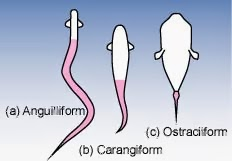 (a) Anguilliform
(b) Carangiform
(c) Ostraciiform